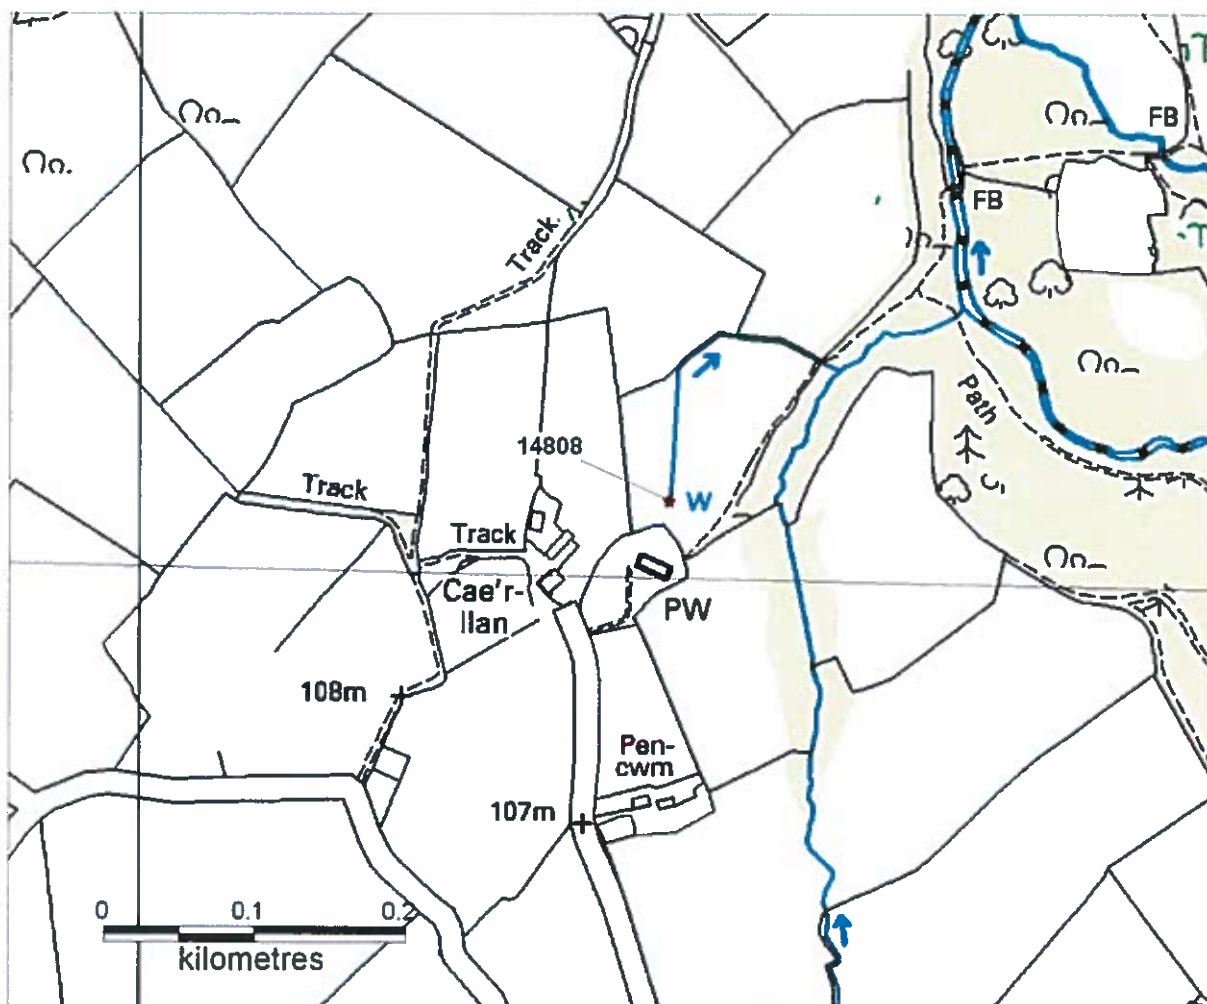 FB
FB
Track
14808
W
Path
Track
Track
Cae'r-
llan
PW
108m
Pen-
cwm
107m
0 0.1 0.2
kilometres